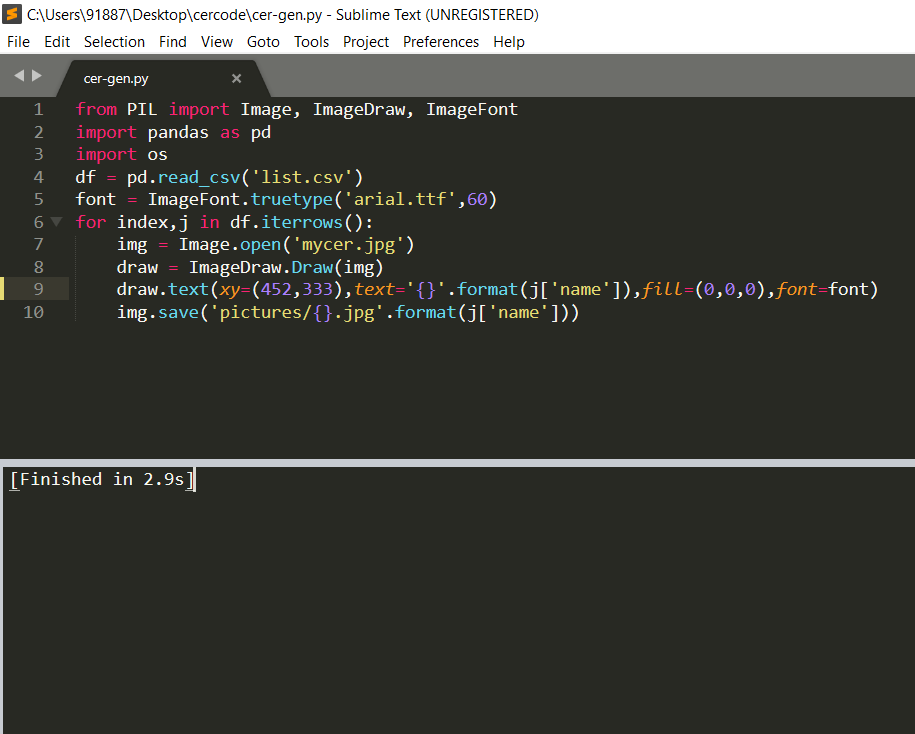 C:\Users\91887\Desktop\cercode\cer-gen.py - Sublime Text (UNREGISTERED)
File Edit Selection Find View Goto Tools Project Preferences Help
cer-gen.py
1 from PIL import Image, ImageDraw, ImageFont
2 import pandas as pd
3 import os
4 df = pd.read_csv('list.csv')
5 font = ImageFont.truetype('arial.ttf',60)
6 for index,j in df.iterrows():
7     img = Image.open('mycer.jpg')
8     draw = ImageDraw.Draw(img)
9     draw.text(xy=(452,333),text='{}'.format(j['name']),fill=(0,0,0),font=font)
10     img.save('pictures/{}.jpg'.format(j['name']))
[Finished in 2.9s]